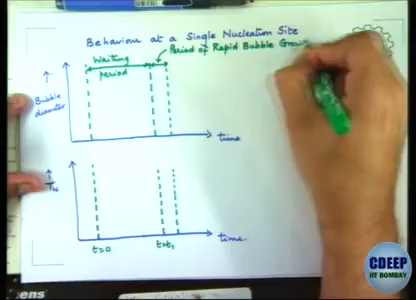 Behaviour at a Single Nucleation Site
Waiting
period
Period of Rapid Bubble Grow
Bubble
diameter
time
Tw
time.
t=0
t=t₁
CDEEP
IIT BOMBAY